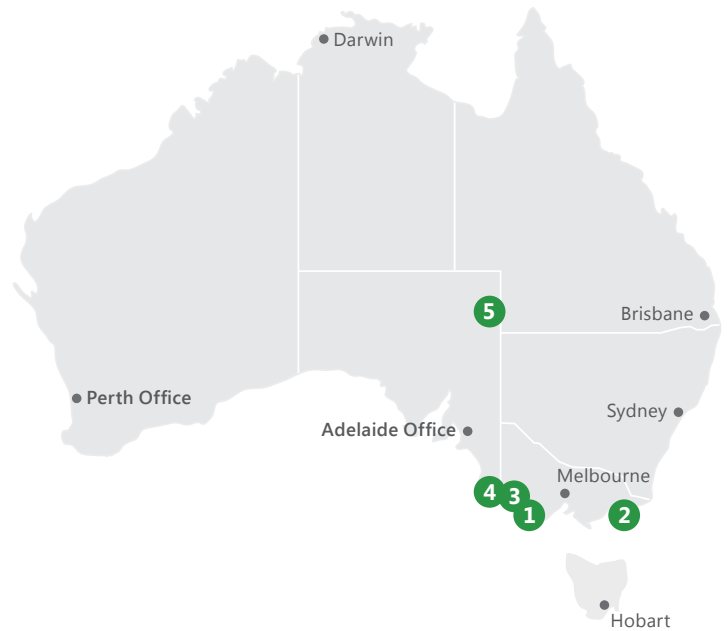 Darwin
5
Brisbane
Perth Office
Sydney
Adelaide Office
Melbourne
4
3
1
2
Hobart